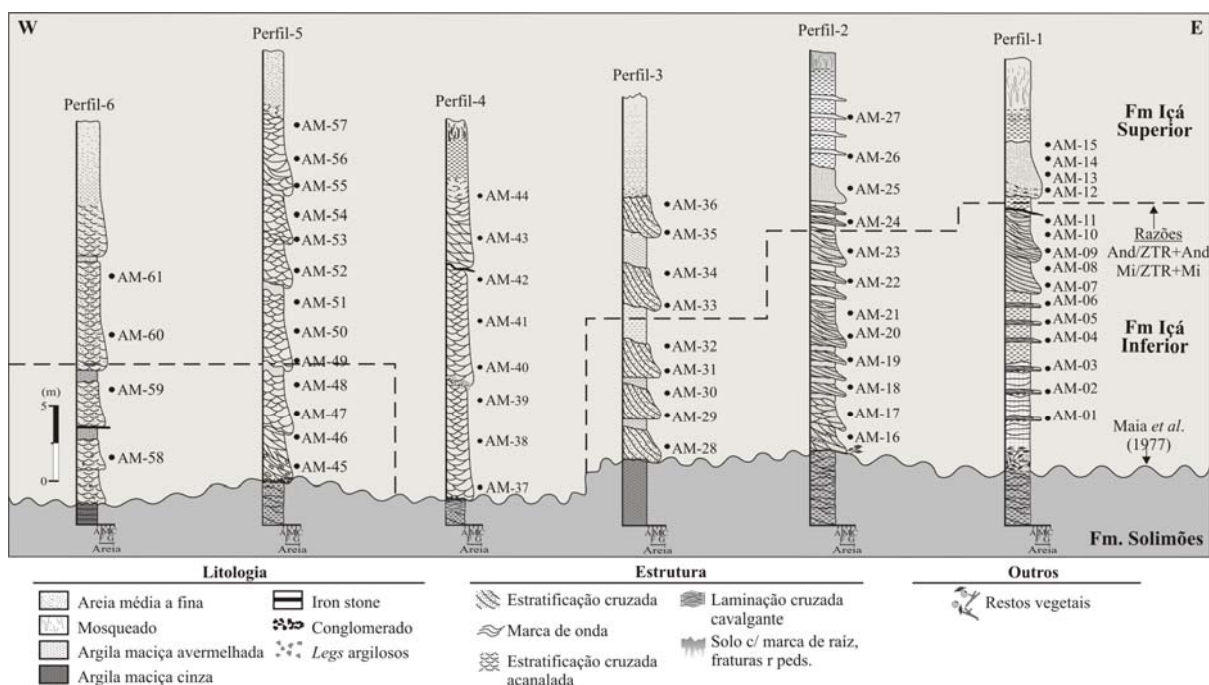 W
E
Perfil-6
Perfil-5
Perfil-4
Perfil-3
Perfil-2
Perfil-1
AM-61
AM-60
AM-59
AM-58
AM-57
AM-56
AM-55
AM-54
AM-53
AM-52
AM-51
AM-50
AM-49
AM-48
AM-47
AM-46
AM-45
AM-44
AM-43
AM-42
AM-41
AM-40
AM-39
AM-38
AM-37
AM-36
AM-35
AM-34
AM-33
AM-32
AM-31
AM-30
AM-29
AM-28
AM-27
AM-26
AM-25
AM-24
AM-23
AM-22
AM-21
AM-20
AM-19
AM-18
AM-17
AM-16
AM-15
AM-14
AM-13
AM-12
AM-11
AM-10
AM-09
AM-08
AM-07
AM-06
AM-05
AM-04
AM-03
AM-02
AM-01
Fm Içá
Superior
Razões
And/ZTR+And
Mi/ZTR+Mi
Fm Içá
Inferior
Maia et al.
(1977)
Fm. Solimões
(m)
5
0
Areia
Areia
Areia
Areia
Areia
Areia
Litologia
Areia média a fina
Mosqueado
Argila maciça avermelhada
Argila maciça cinza
Iron stone
Conglomerado
Legs argilosos
Estrutura
Estratificação cruzada
Marca de onda
Estratificação cruzada
acanalada
Laminação cruzada
cavalgante
Solo c/ marca de raíz,
fraturas r peds.
Outros
Restos vegetais